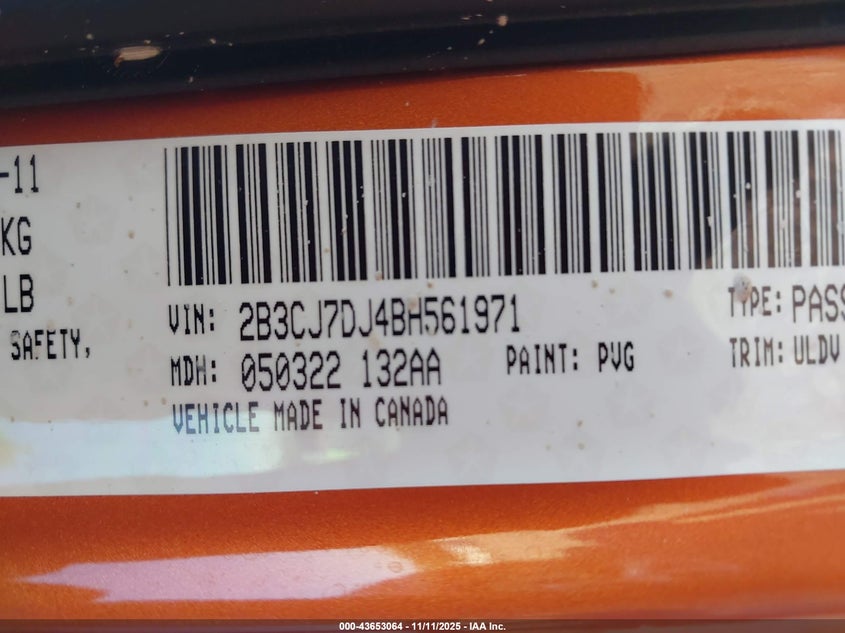 -11
KG
LB
SAFETY,
VIN: 2B3CJ7DJ4BH561971
TYPE: PASS
MDH: 050322 132AA
PAINT: PVG
TRIM: ULDV
VEHICLE MADE IN CANADA
000-43653064 - 11/11/2025 - IAA Inc.